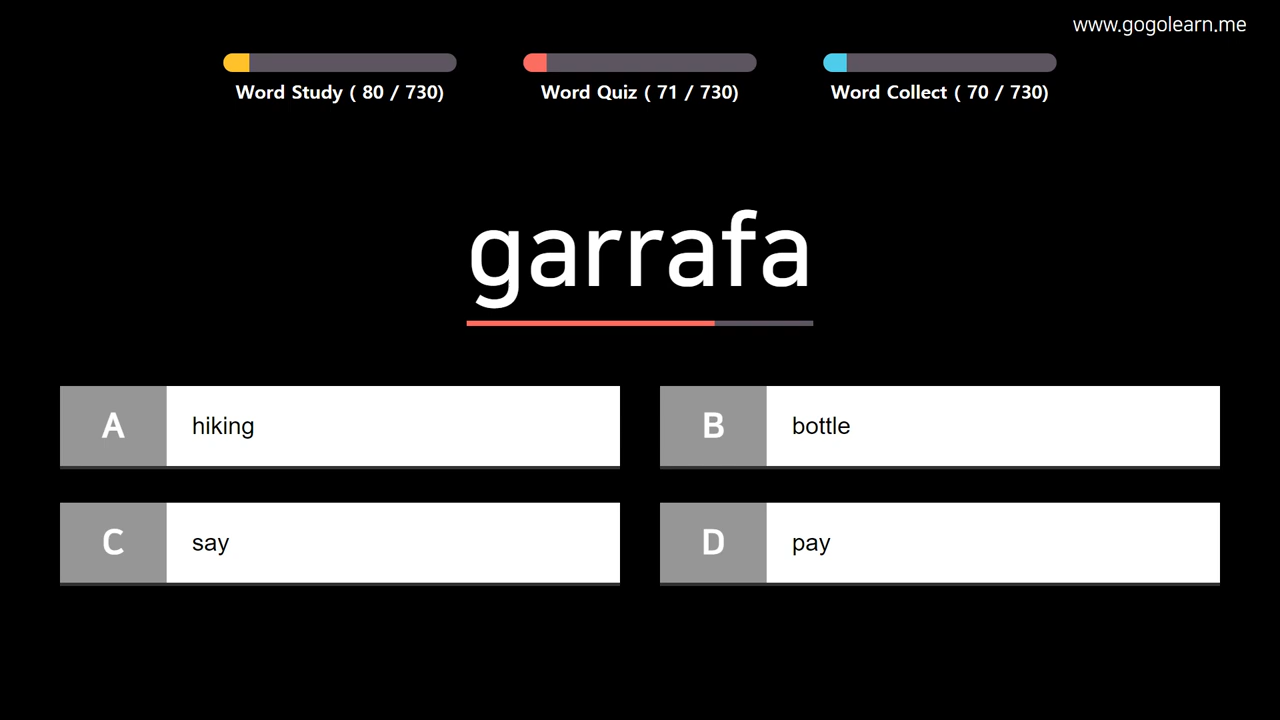 www.gogolearn.me
Word Study ( 80 / 730)
Word Quiz ( 71 / 730)
Word Collect ( 70 / 730)
garrafa
A hiking
B bottle
C say
D pay